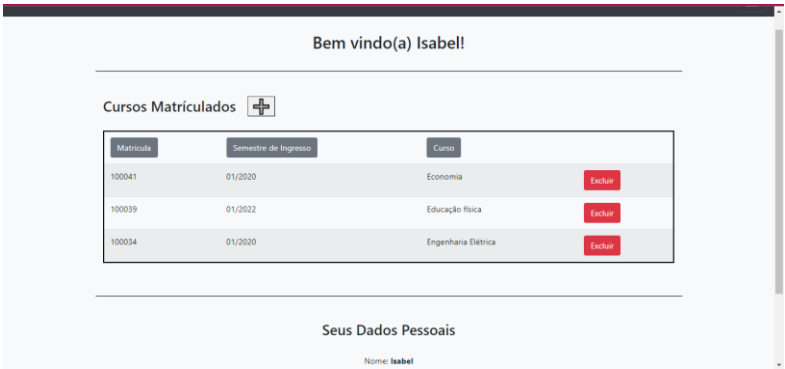 Bem vindo(a) Isabel!
Cursos Matrículados
Matricula Semestre de Ingresso Curso
100041 01/2020 Economia Excluir
100039 01/2022 Educação física Excluir
100034 01/2020 Engenharia Elétrica Excluir
Seus Dados Pessoais
Nome: Isabel